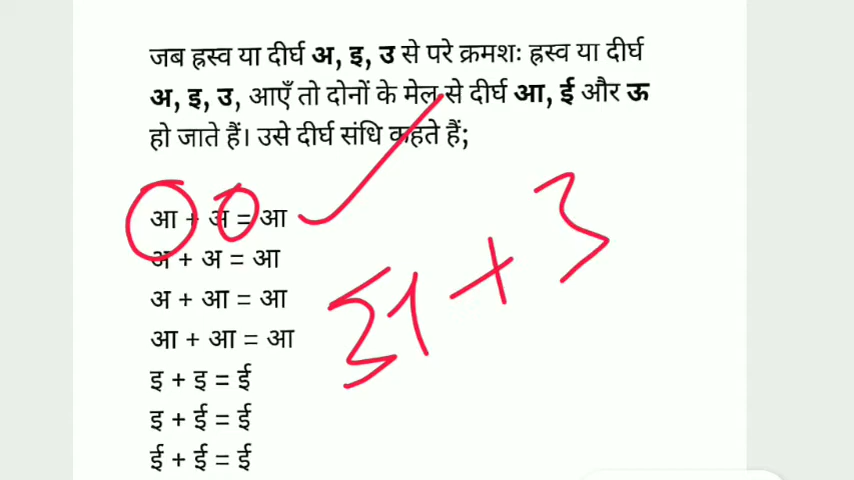 जब ह्रस्व या दीर्घ अ, इ, उ से परे क्रमशः ह्रस्व या दीर्घ
अ, इ, उ, आएँ तो दोनों के मेल से दीर्घ आ, ई और ऊ
हो जाते हैं। उसे दीर्घ संधि कहते हैं;
आ + अ = आ
अ + अ = आ
अ + आ = आ
आ + आ = आ
इ + इ = ई
इ + ई = ई
ई + ई = ई